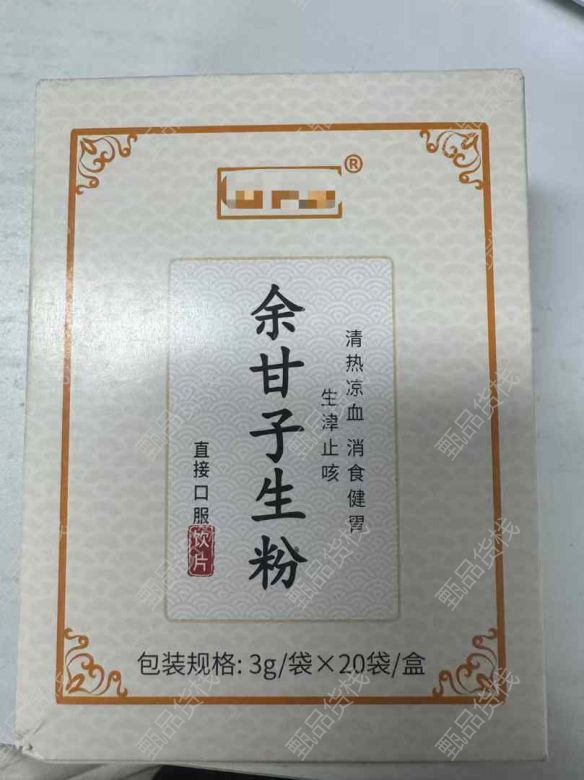 ®
余甘子生粉
清热凉血 消食健胃
生津止咳
直接口服
饮片
包装规格: 3g/袋×20袋/盒
甄品货栈